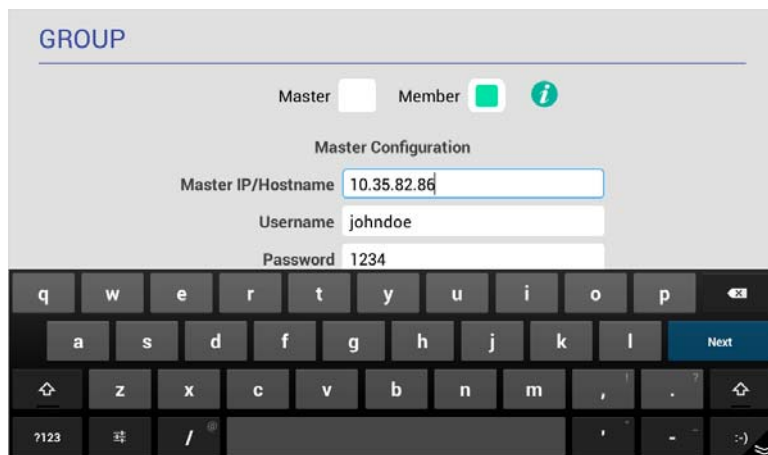 GROUP
Master Member i
Master Configuration
Master IP/Hostname 10.35.82.86
Username johndoe
Password 1234
q w e r t y u i o p
a s d f g h j k l Next
z x c v b n m , ! . ?
?123 / @ ' " - _ :-)